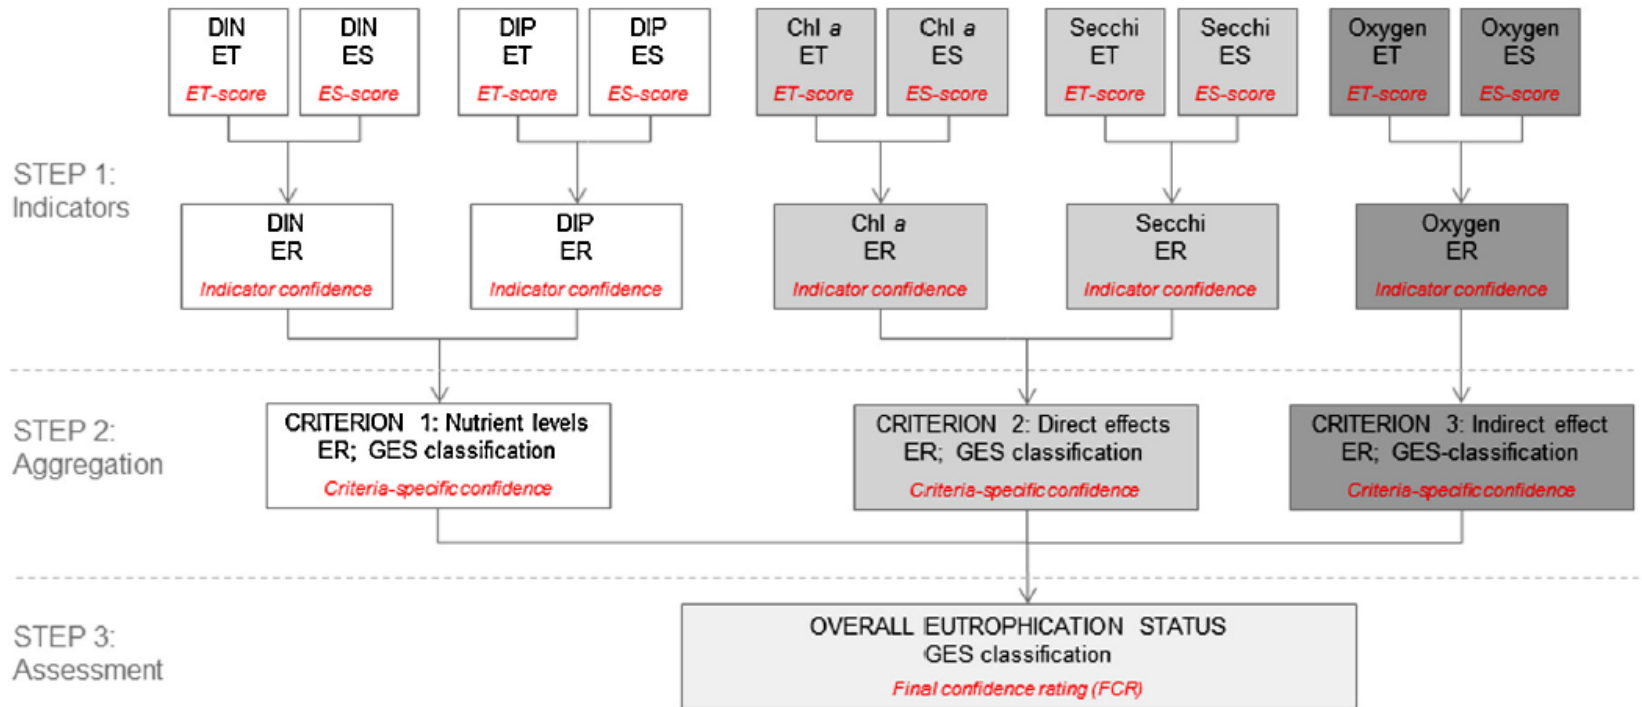 DIN
ET
ET-score
DIN
ES
ES-score
DIP
ET
ET-score
DIP
ES
ES-score
Chl a
ET
ET-score
Chl a
ES
ES-score
Secchi
ET
ET-score
Secchi
ES
ES-score
Oxygen
ET
ET-score
Oxygen
ES
ES-score
STEP 1:
Indicators
DIN
ER
Indicator confidence
DIP
ER
Indicator confidence
Chl a
ER
Indicator confidence
Secchi
ER
Indicator confidence
Oxygen
ER
Indicator confidence
STEP 2:
Aggregation
CRITERION 1: Nutrient levels
ER; GES classification
Criteria-specific confidence
CRITERION 2: Direct effects
ER; GES classification
Criteria-specific confidence
CRITERION 3: Indirect effect
ER; GES-classification
Criteria-specific confidence
STEP 3:
Assessment
OVERALL EUTROPHICATION STATUS
GES classification
Final confidence rating (FCR)